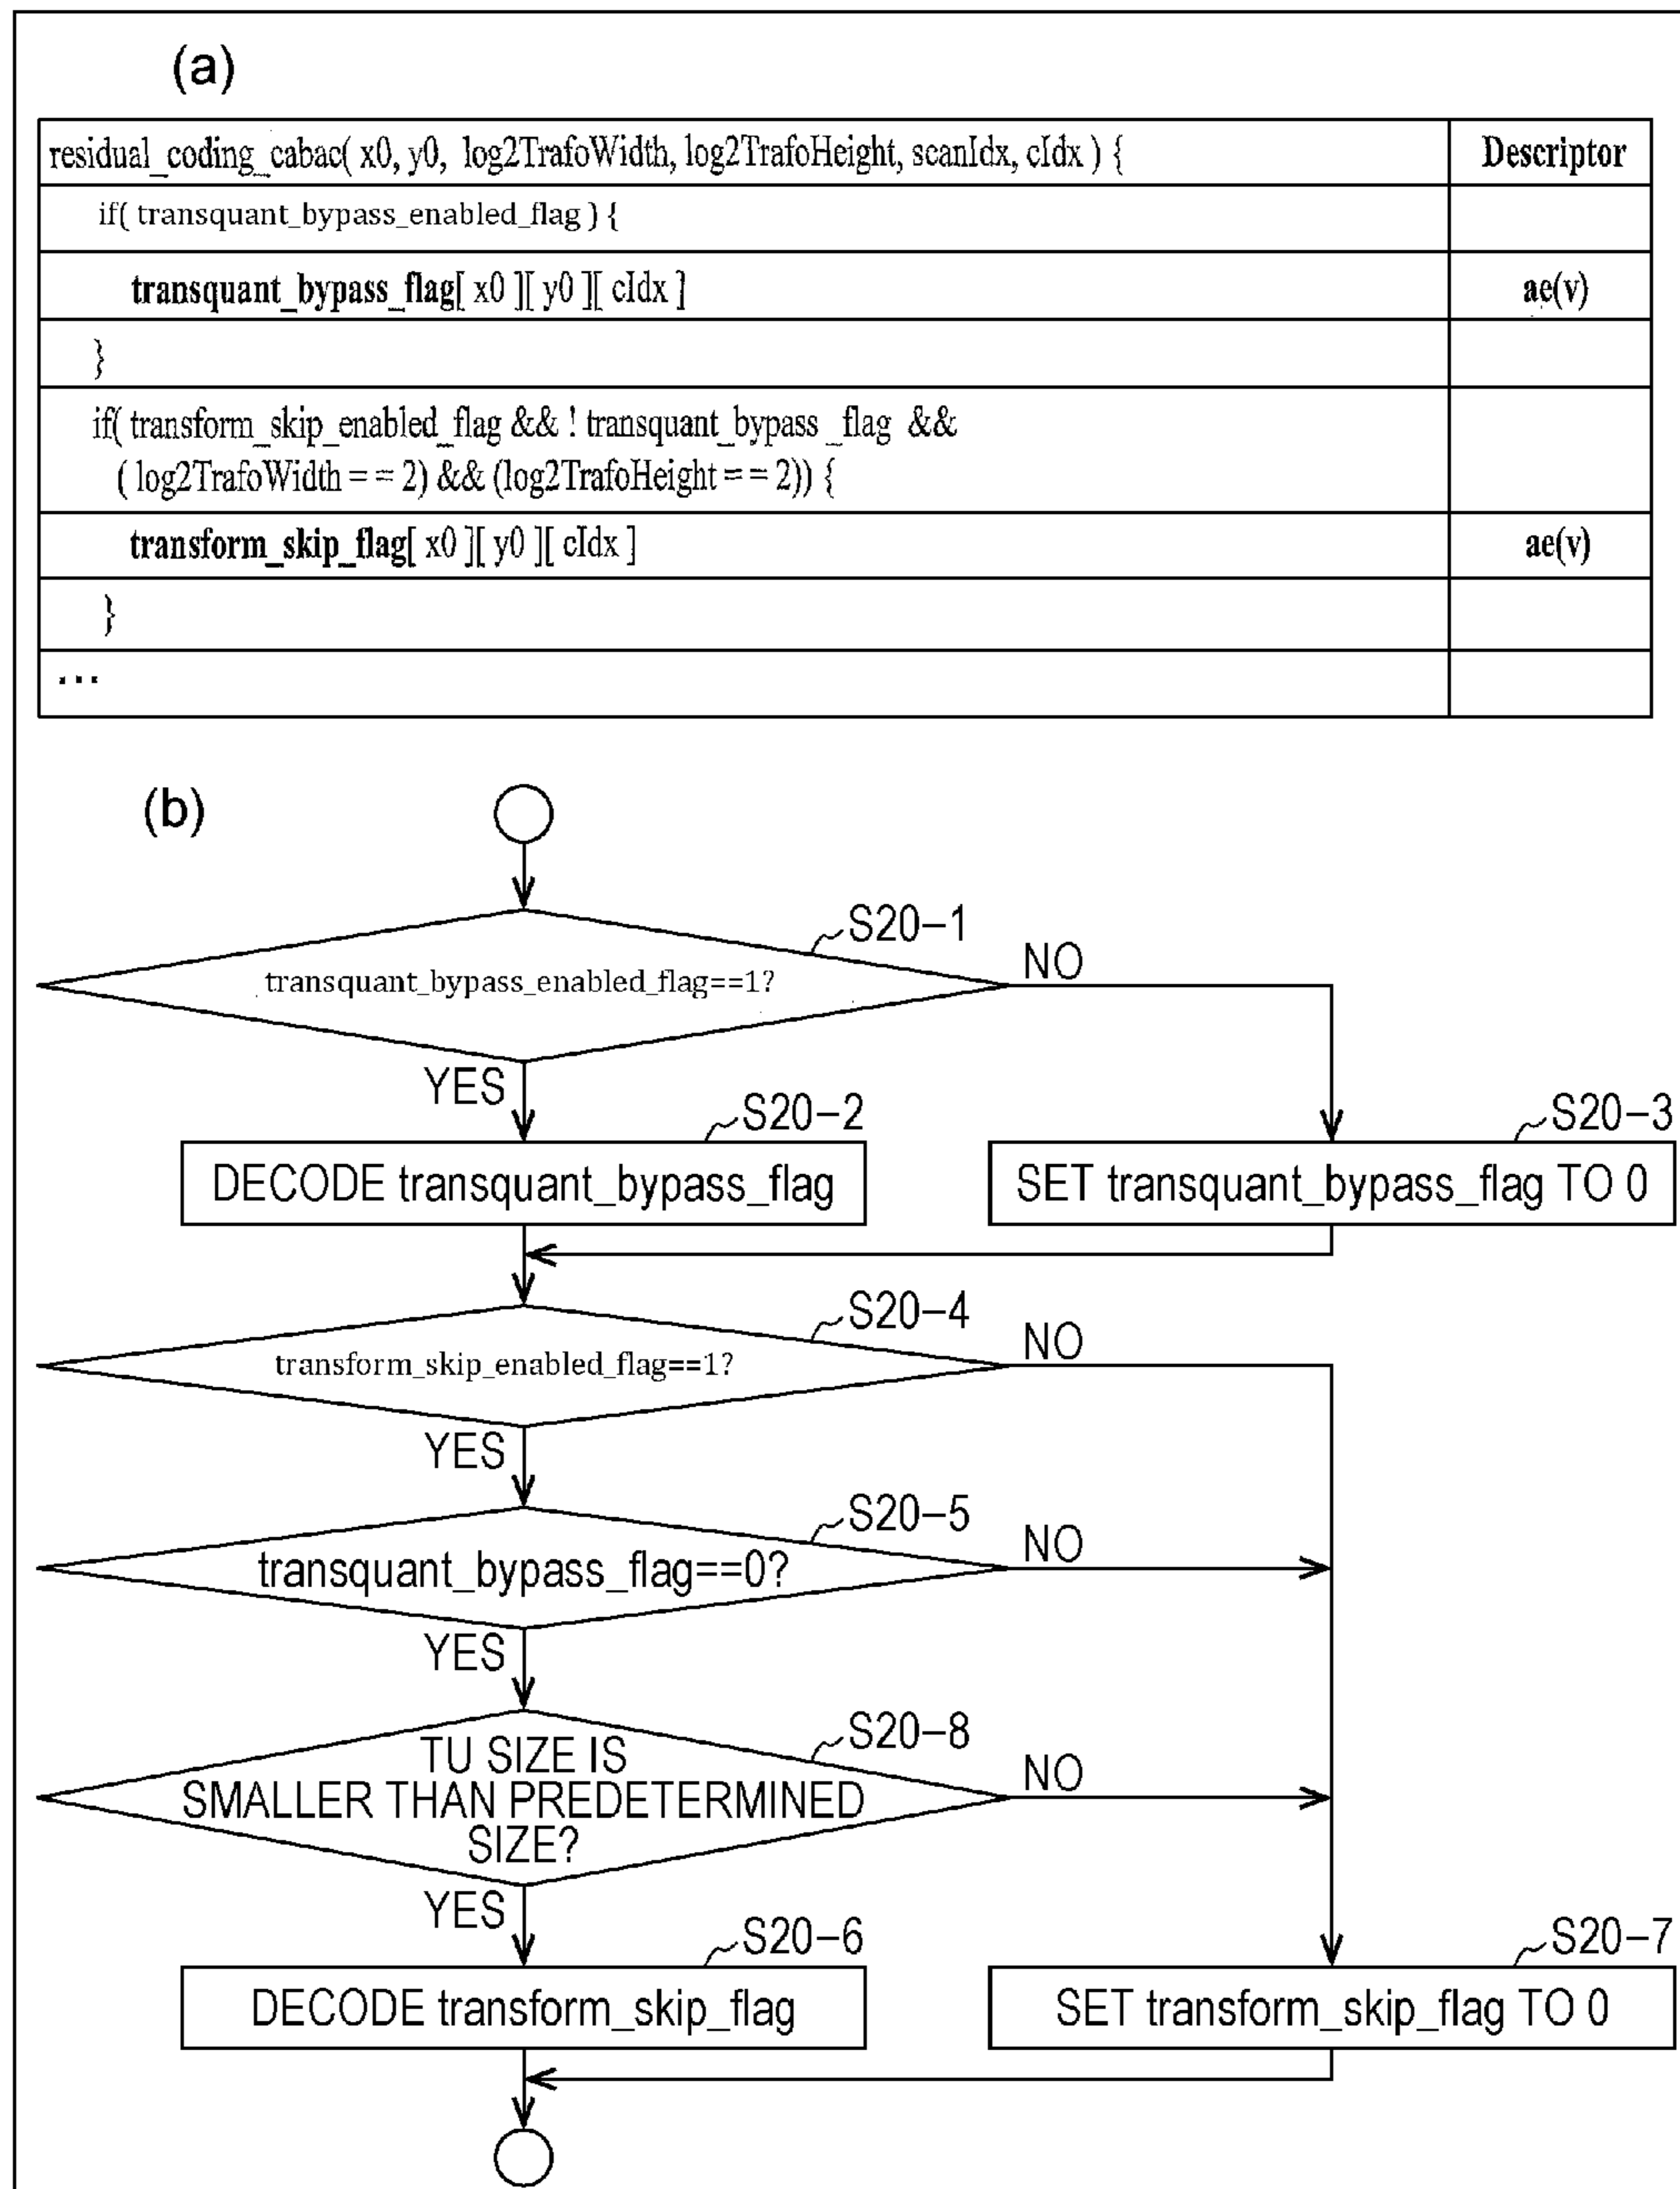 (a)
residual_coding_cabac( x0, y0, log2TrafoWidth, log2TrafoHeight, scanIdx, cIdx ) { Descriptor
if( transquant_bypass_enabled_flag ) {
transquant_bypass_flag[ x0 ][ y0 ][ cIdx ] ae(v)
}
if( transform_skip_enabled_flag && ! transquant_bypass _flag &&
( log2TrafoWidth = = 2) && (log2TrafoHeight = = 2)) {
transform_skip_flag[ x0 ][ y0 ][ cIdx ] ae(v)
}
...
(b)
S20-1
transquant_bypass_enabled_flag==1? NO
YES
S20-2 S20-3
DECODE transquant_bypass_flag SET transquant_bypass_flag TO 0
S20-4
transform_skip_enabled_flag==1? NO
YES
S20-5
transquant_bypass_flag==0? NO
YES
S20-8
TU SIZE IS NO
SMALLER THAN PREDETERMINED
SIZE?
YES
S20-6 S20-7
DECODE transform_skip_flag SET transform_skip_flag TO 0